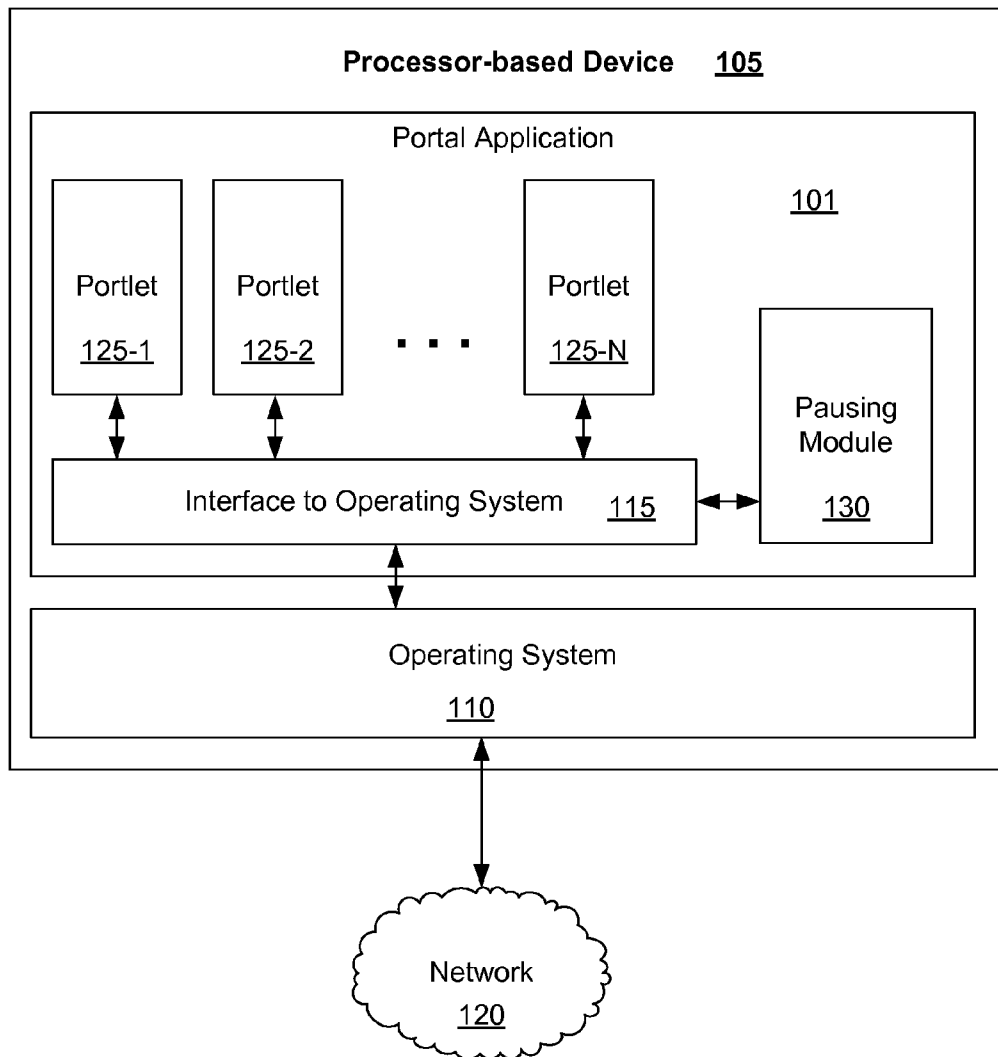 Processor-based Device 105
Portal Application
101
Portlet Portlet Portlet
125-1 125-2 . . . 125-N
Pausing
Module
130
Interface to Operating System 115
Operating System
110
Network
120